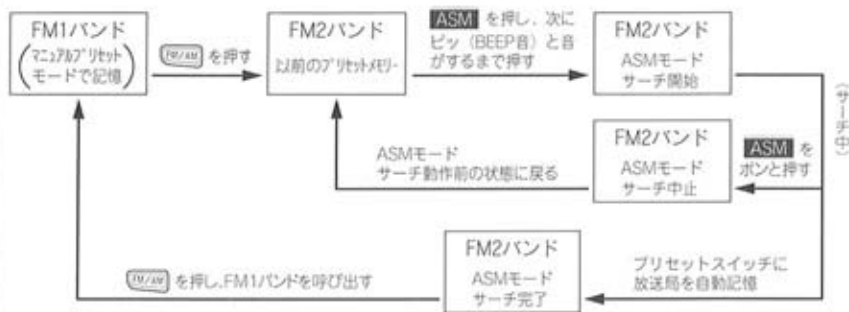 FM1バンド
(マニュアルプリセット
モードで記憶)
FM/AM を押す
FM2バンド
以前のプリセットメモリー
ASM を押し、次に
ピッ（BEEP音）と音
がするまで押す
FM2バンド
ASMモード
サーチ開始
（サーチ中）
ASM を
ポンと押す
FM2バンド
ASMモード
サーチ中止
ASMモード
サーチ動作前の状態に戻る
プリセットスイッチに
放送局を自動記憶
FM2バンド
ASMモード
サーチ完了
FM/AM を押し、FM1バンドを呼び出す